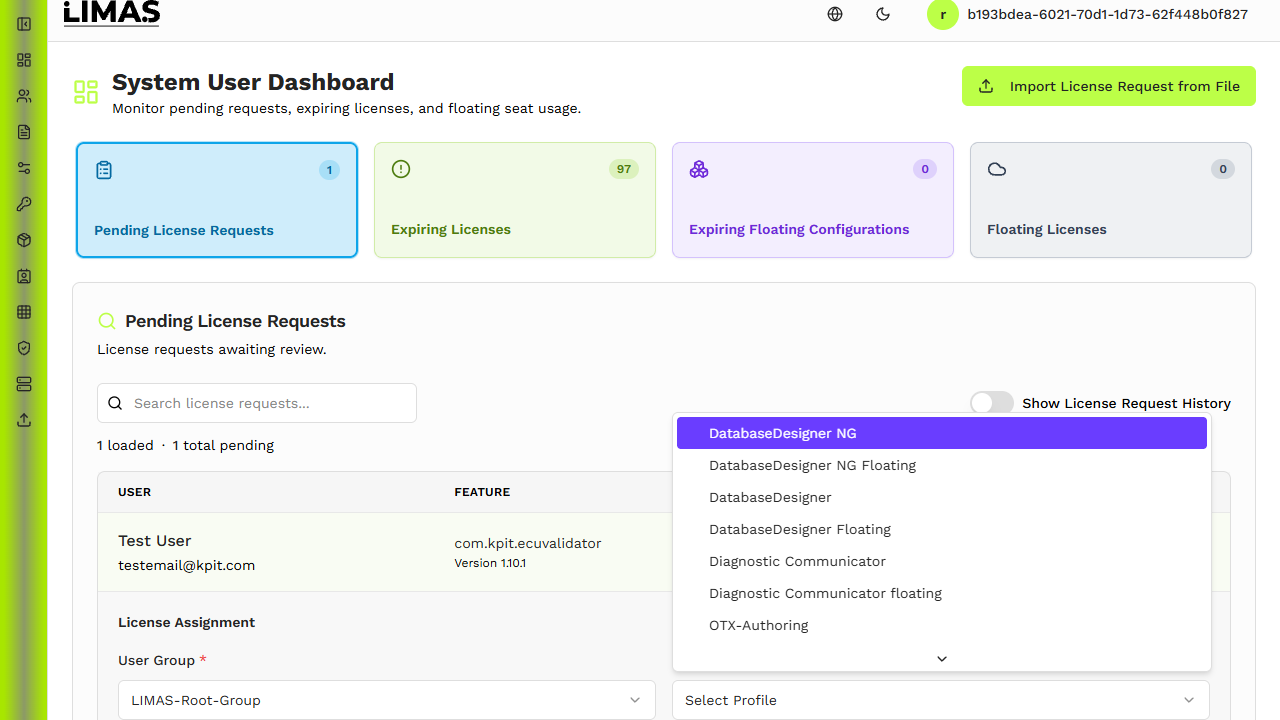 LIMAS
r b193bdea-6021-70d1-1d73-62f448b0f827
System User Dashboard
Monitor pending requests, expiring licenses, and floating seat usage.
Import License Request from File
1
Pending License Requests
97
Expiring Licenses
0
Expiring Floating Configurations
0
Floating Licenses
Pending License Requests
License requests awaiting review.
Search license requests...
Show License Request History
1 loaded · 1 total pending
USER FEATURE
Test User
testemail@kpit.com
com.kpit.ecuvalidator
Version 1.10.1
DatabaseDesigner NG
DatabaseDesigner NG Floating
DatabaseDesigner
DatabaseDesigner Floating
Diagnostic Communicator
Diagnostic Communicator floating
OTX-Authoring
License Assignment
User Group *
LIMAS-Root-Group
Select Profile